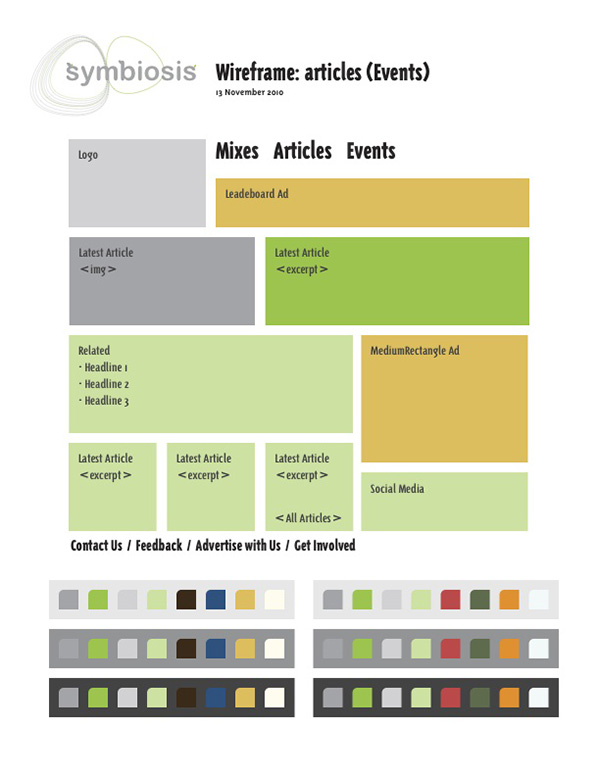 symbiosis
Wireframe: articles (Events)
13 November 2010
Logo
Mixes Articles Events
Leadeboard Ad
Latest Article
<img>
Latest Article
<excerpt>
Related
· Headline 1
· Headline 2
· Headline 3
MediumRectangle Ad
Latest Article
<excerpt>
Latest Article
<excerpt>
Latest Article
<excerpt>
<All Articles>
Social Media
Contact Us / Feedback / Advertise with Us / Get Involved